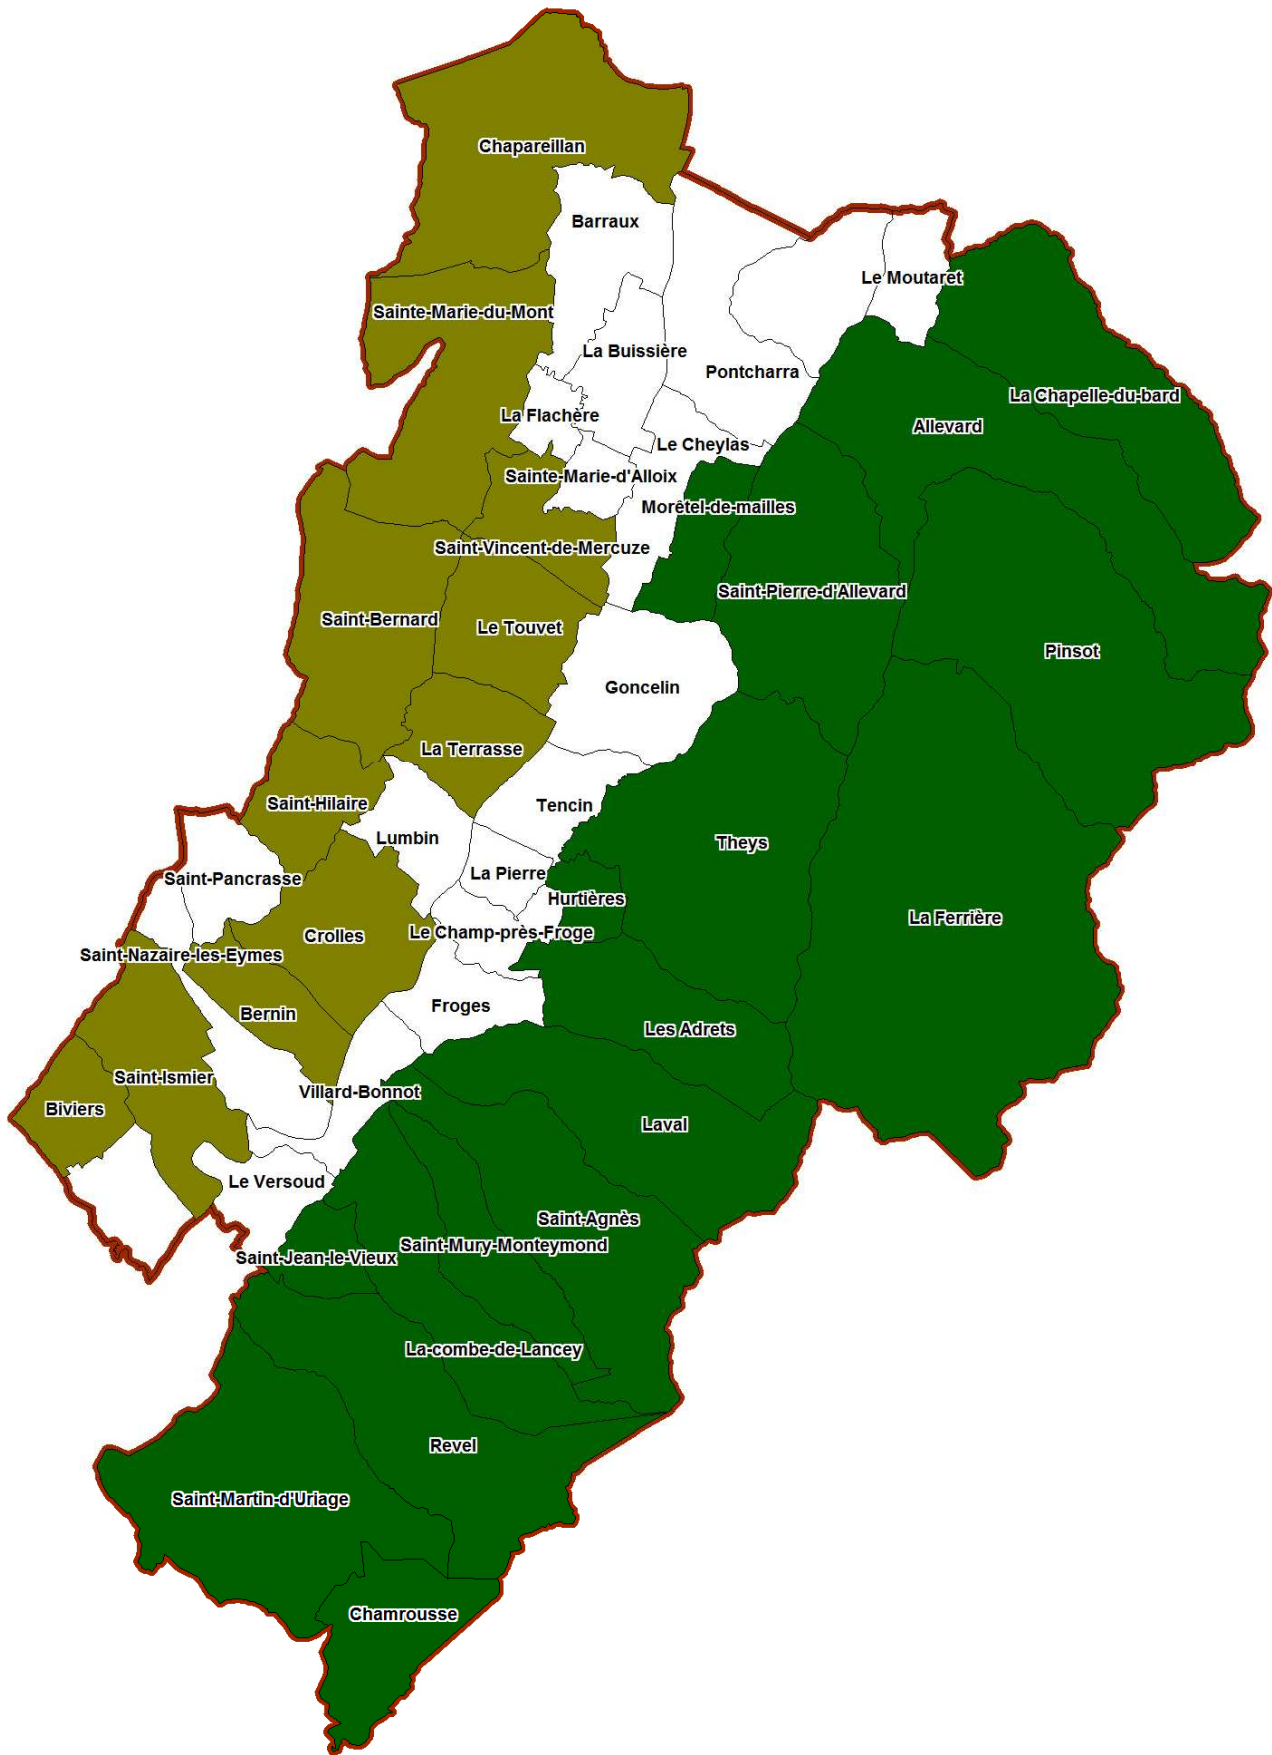 Chapareillan
Barraux
Le Moutaret
Sainte-Marie-du-Mont
La Buissière
Pontcharra
La Chapelle-du-bard
La Flachère
Allevard
Le Cheylas
Sainte-Marie-d'Alloix
Morêtel-de-mailles
Saint-Vincent-de-Mercuze
Saint-Pierre-d'Allevard
Saint-Bernard
Le Touvet
Pinsot
Goncelin
La Terrasse
Saint-Hilaire
Tencin
Lumbin
Theys
La Pierre
Saint-Pancrasse
Hurtières
La Ferrière
Crolles
Le Champ-près-Froge
Saint-Nazaire-les-Eymes
Froges
Bernin
Les Adrets
Saint-Ismier
Villard-Bonnot
Biviers
Laval
Le Versoud
Saint-Agnès
Saint-Mury-Monteymond
Saint-Jean-le-Vieux
La-combe-de-Lancey
Revel
Saint-Martin-d'Uriage
Chamrousse